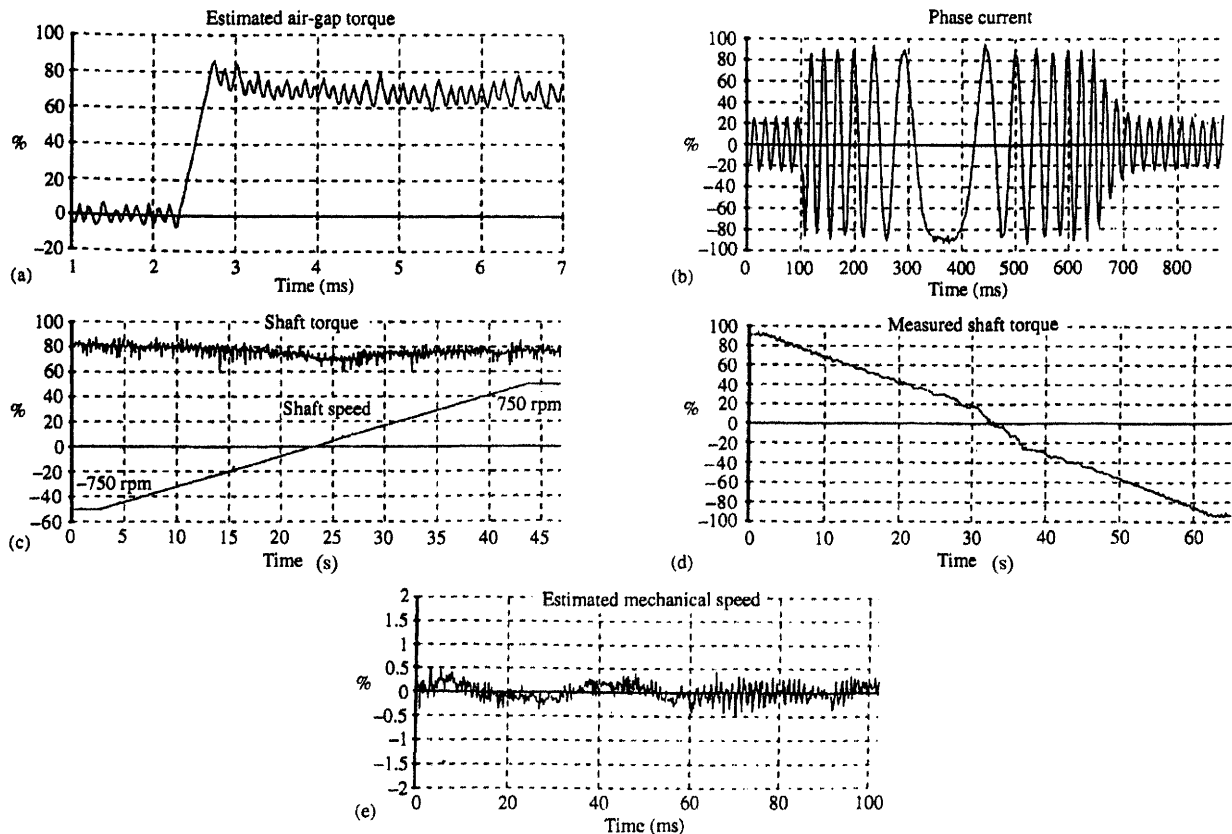 Estimated air-gap torque
100
80
60
40
20
0
−20
%
1 2 3 4 5 6 7
Time (ms)
(a)
Phase current
100
80
60
40
20
0
−20
−40
−60
−80
−100
%
0 100 200 300 400 500 600 700 800
Time (ms)
(b)
Shaft torque
100
80
60
40
20
0
−20
−40
−60
%
Shaft speed
750 rpm
−750 rpm
0 5 10 15 20 25 30 35 40 45
Time (s)
(c)
Measured shaft torque
100
80
60
40
20
0
−20
−40
−60
−80
−100
%
0 10 20 30 40 50 60
Time (s)
(d)
Estimated mechanical speed
2
1.5
1
0.5
0
−0.5
−1
−1.5
−2
%
0 20 40 60 80 100
Time (ms)
(e)